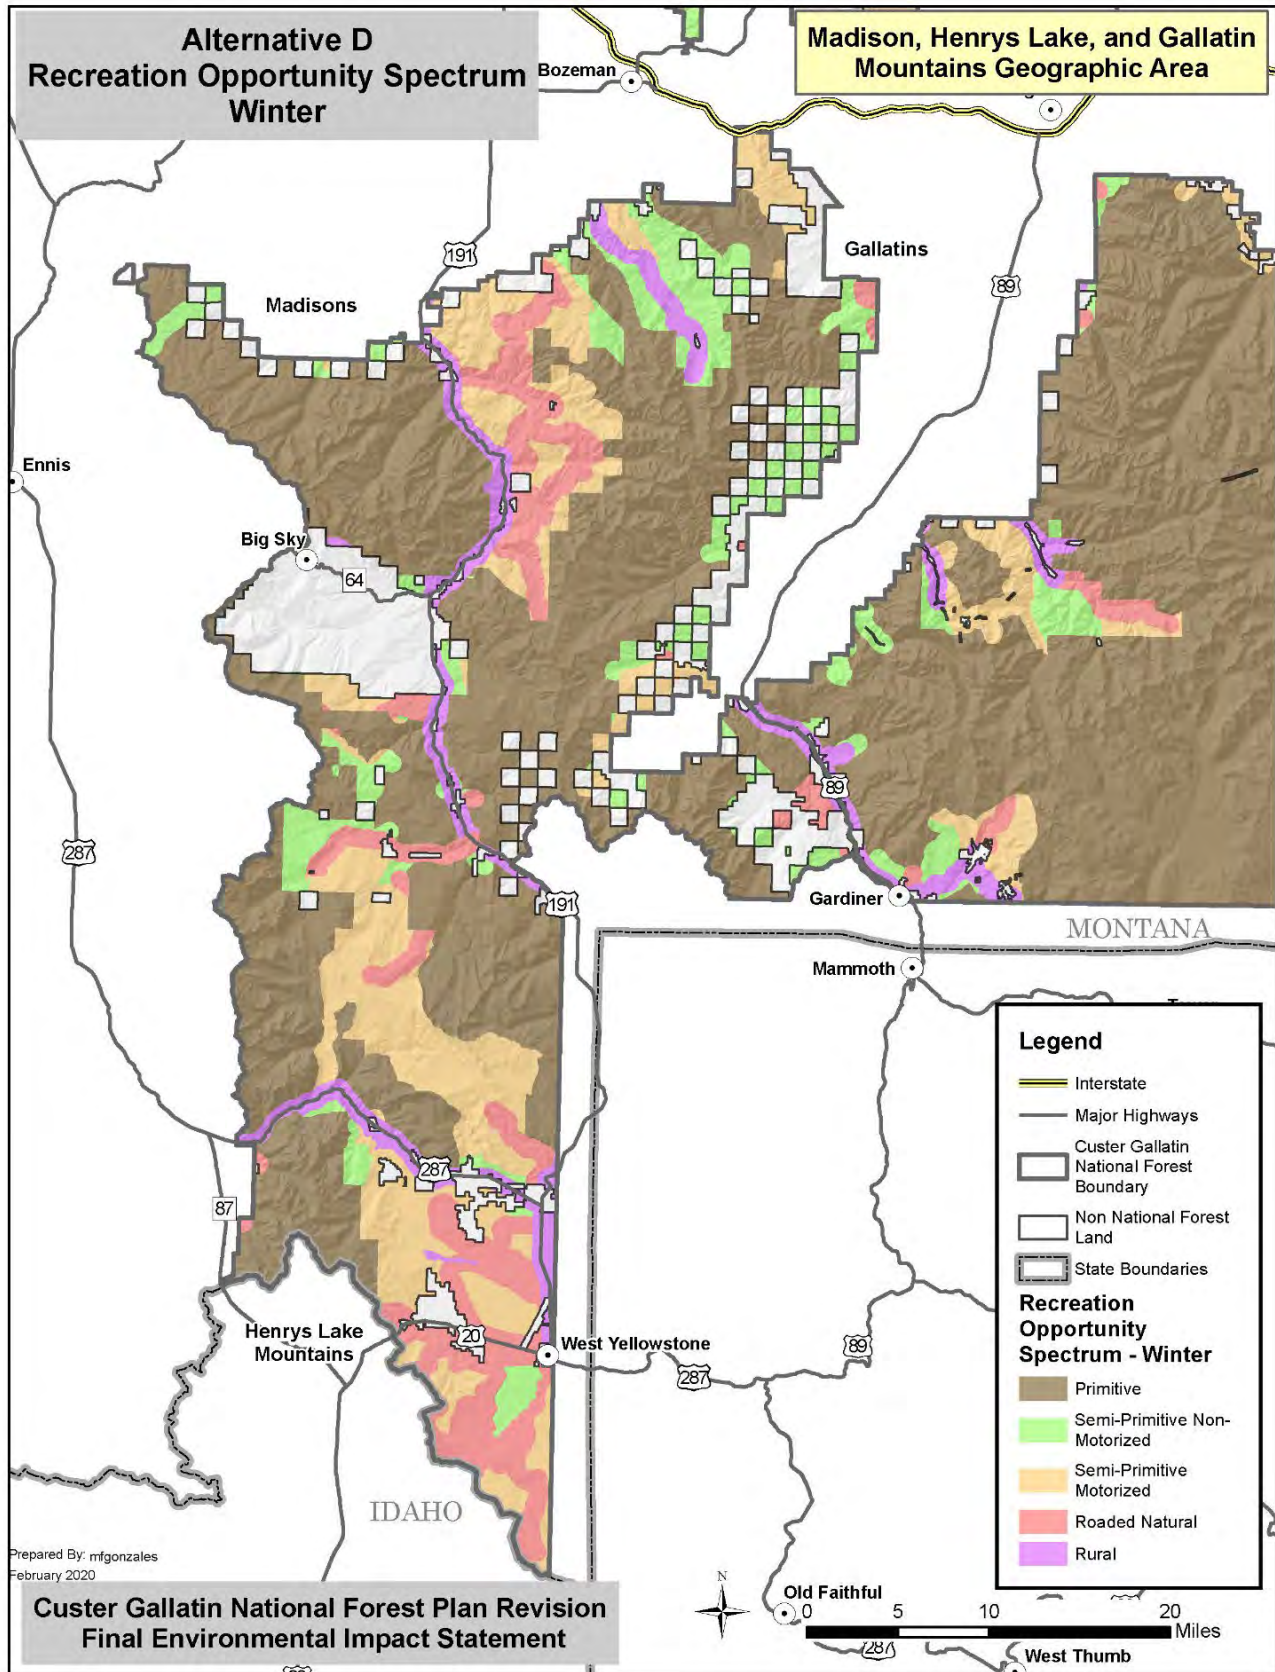 Alternative D
Recreation Opportunity Spectrum
Winter
Madison, Henrys Lake, and Gallatin
Mountains Geographic Area
Bozeman
191
Gallatins
89
Madisons
Ennis
Big Sky
64
89
287
191
Gardiner
MONTANA
Mammoth
287
87
Henrys Lake
Mountains
20
West Yellowstone
89
287
IDAHO
Legend
Interstate
Major Highways
Custer Gallatin
National Forest
Boundary
Non National Forest
Land
State Boundaries
Recreation
Opportunity
Spectrum - Winter
Primitive
Semi-Primitive Non-
Motorized
Semi-Primitive
Motorized
Roaded Natural
Rural
Prepared By: mfgonzales
February 2020
Custer Gallatin National Forest Plan Revision
Final Environmental Impact Statement
N
Old Faithful
0 5 10 20
Miles
287
West Thumb